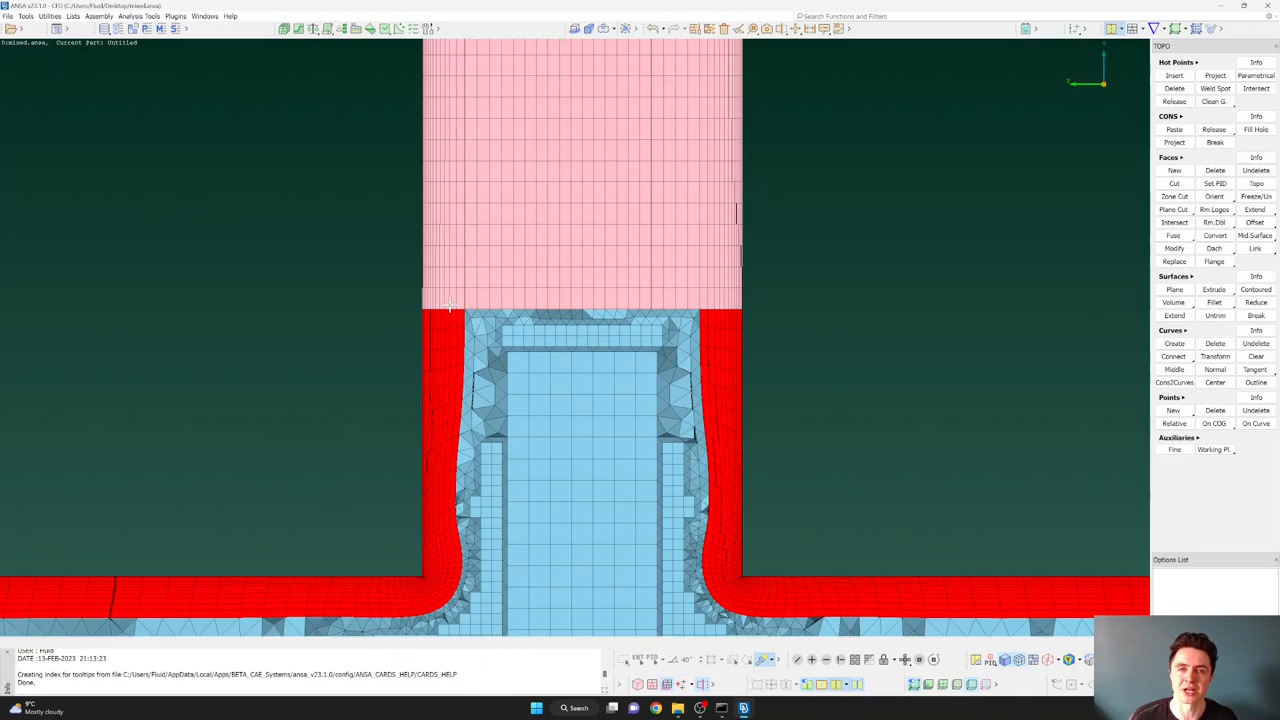 ANSA v23.1.0 - CFD (C:/Users/Fluid/Desktop/mixed.ansa)
File Tools Utilities Lists Assembly Analysis Tools Plugins Windows Help
Search Functions and Filters
0:mixed.ansa, Current Part: Untitled
TOPO
Hot Points Info
Insert Project Parametrical
Delete Weld Spot Intersect
Release Clean G.
CONS Info
Paste Release Fill Hole
Project Break
Faces Info
New Delete Undelete
Cut Set PID Topo
Zone Cut Orient Freeze/Un
Plane Cut Rm.Logos Extend
Intersect Rm.Dbl Offset
Fuse Convert Mid.Surface
Modify Dach Link
Replace Flange
Surfaces Info
Plane Extrude Contoured
Volume Fillet Reduce
Extend Untrim Break
Curves Info
Create Delete Undelete
Connect Transform Clear
Middle Normal Tangent
Cons2Curves Center Outline
Points Info
New Delete Undelete
Relative On COG On Curve
Auxiliaries
Fine Working Pl.
Options List
Info
USER : Fluid
DATE :13-FEB-2023 21:13:23
Creating index for tooltips from file C:/Users/Fluid/AppData/Local/Apps/BETA_CAE_Systems/ansa_v23.1.0/config/ANSA_CARDS_HELP/CARDS_HELP
Done.
ENT PID 40° PID
9°C
Mostly cloudy
Search